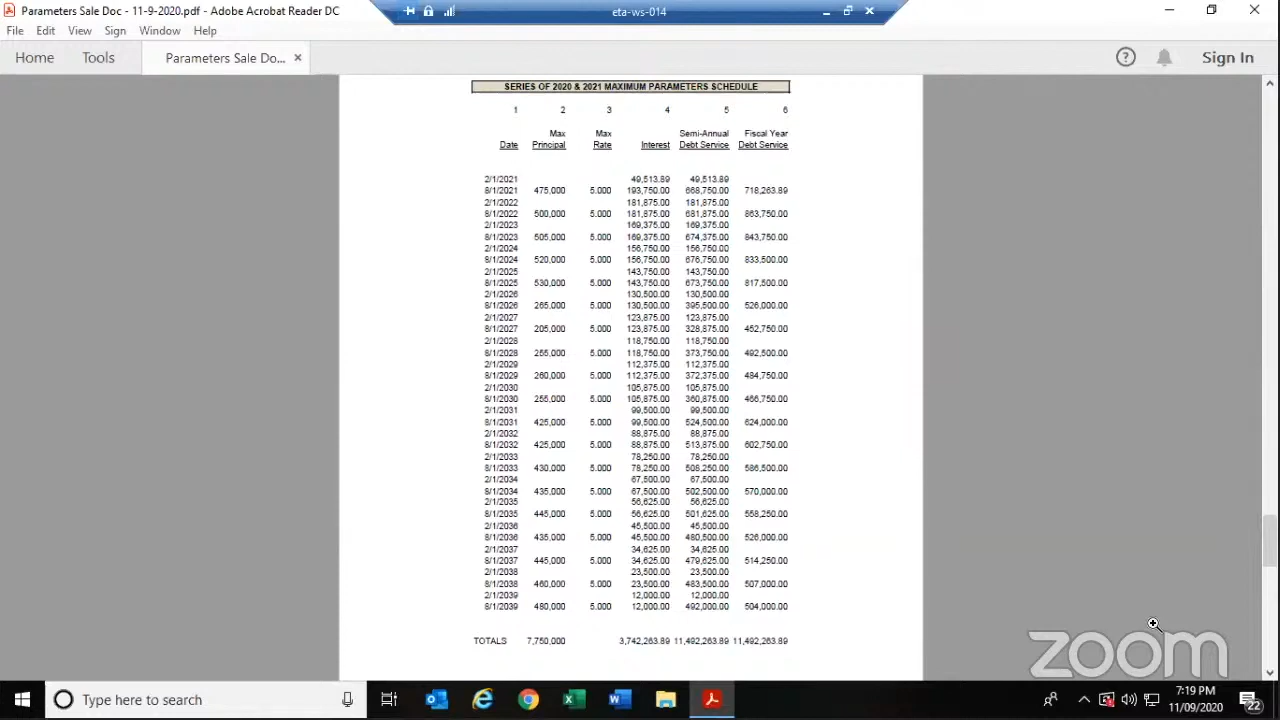 Parameters Sale Doc - 11-9-2020.pdf - Adobe Acrobat Reader DC
eta-ws-014
File Edit View Sign Window Help
Home Tools Parameters Sale Do... × Sign In
SERIES OF 2020 & 2021 MAXIMUM PARAMETERS SCHEDULE
1 2 3 4 5 6
Max Max Semi-Annual Fiscal Year
Date Principal Rate Interest Debt Service Debt Service
2/1/2021 49,513.89 49,513.89
8/1/2021 475,000 5.000 193,750.00 668,750.00 718,263.89
2/1/2022 181,875.00 181,875.00
8/1/2022 500,000 5.000 181,875.00 681,875.00 863,750.00
2/1/2023 169,375.00 169,375.00
8/1/2023 505,000 5.000 169,375.00 674,375.00 843,750.00
2/1/2024 156,750.00 156,750.00
8/1/2024 520,000 5.000 156,750.00 676,750.00 833,500.00
2/1/2025 143,750.00 143,750.00
8/1/2025 530,000 5.000 143,750.00 673,750.00 817,500.00
2/1/2026 130,500.00 130,500.00
8/1/2026 265,000 5.000 130,500.00 395,500.00 526,000.00
2/1/2027 123,875.00 123,875.00
8/1/2027 205,000 5.000 123,875.00 328,875.00 452,750.00
2/1/2028 118,750.00 118,750.00
8/1/2028 255,000 5.000 118,750.00 373,750.00 492,500.00
2/1/2029 112,375.00 112,375.00
8/1/2029 260,000 5.000 112,375.00 372,375.00 484,750.00
2/1/2030 105,875.00 105,875.00
8/1/2030 255,000 5.000 105,875.00 360,875.00 466,750.00
2/1/2031 99,500.00 99,500.00
8/1/2031 425,000 5.000 99,500.00 524,500.00 624,000.00
2/1/2032 88,875.00 88,875.00
8/1/2032 425,000 5.000 88,875.00 513,875.00 602,750.00
2/1/2033 78,250.00 78,250.00
8/1/2033 430,000 5.000 78,250.00 508,250.00 586,500.00
2/1/2034 67,500.00 67,500.00
8/1/2034 435,000 5.000 67,500.00 502,500.00 570,000.00
2/1/2035 56,625.00 56,625.00
8/1/2035 445,000 5.000 56,625.00 501,625.00 558,250.00
2/1/2036 45,500.00 45,500.00
8/1/2036 435,000 5.000 45,500.00 480,500.00 526,000.00
2/1/2037 34,625.00 34,625.00
8/1/2037 445,000 5.000 34,625.00 479,625.00 514,250.00
2/1/2038 23,500.00 23,500.00
8/1/2038 460,000 5.000 23,500.00 483,500.00 507,000.00
2/1/2039 12,000.00 12,000.00
8/1/2039 480,000 5.000 12,000.00 492,000.00 504,000.00
TOTALS 7,750,000 3,742,263.89 11,492,263.89 11,492,263.89
zoom
Type here to search
7:19 PM
11/09/2020
22